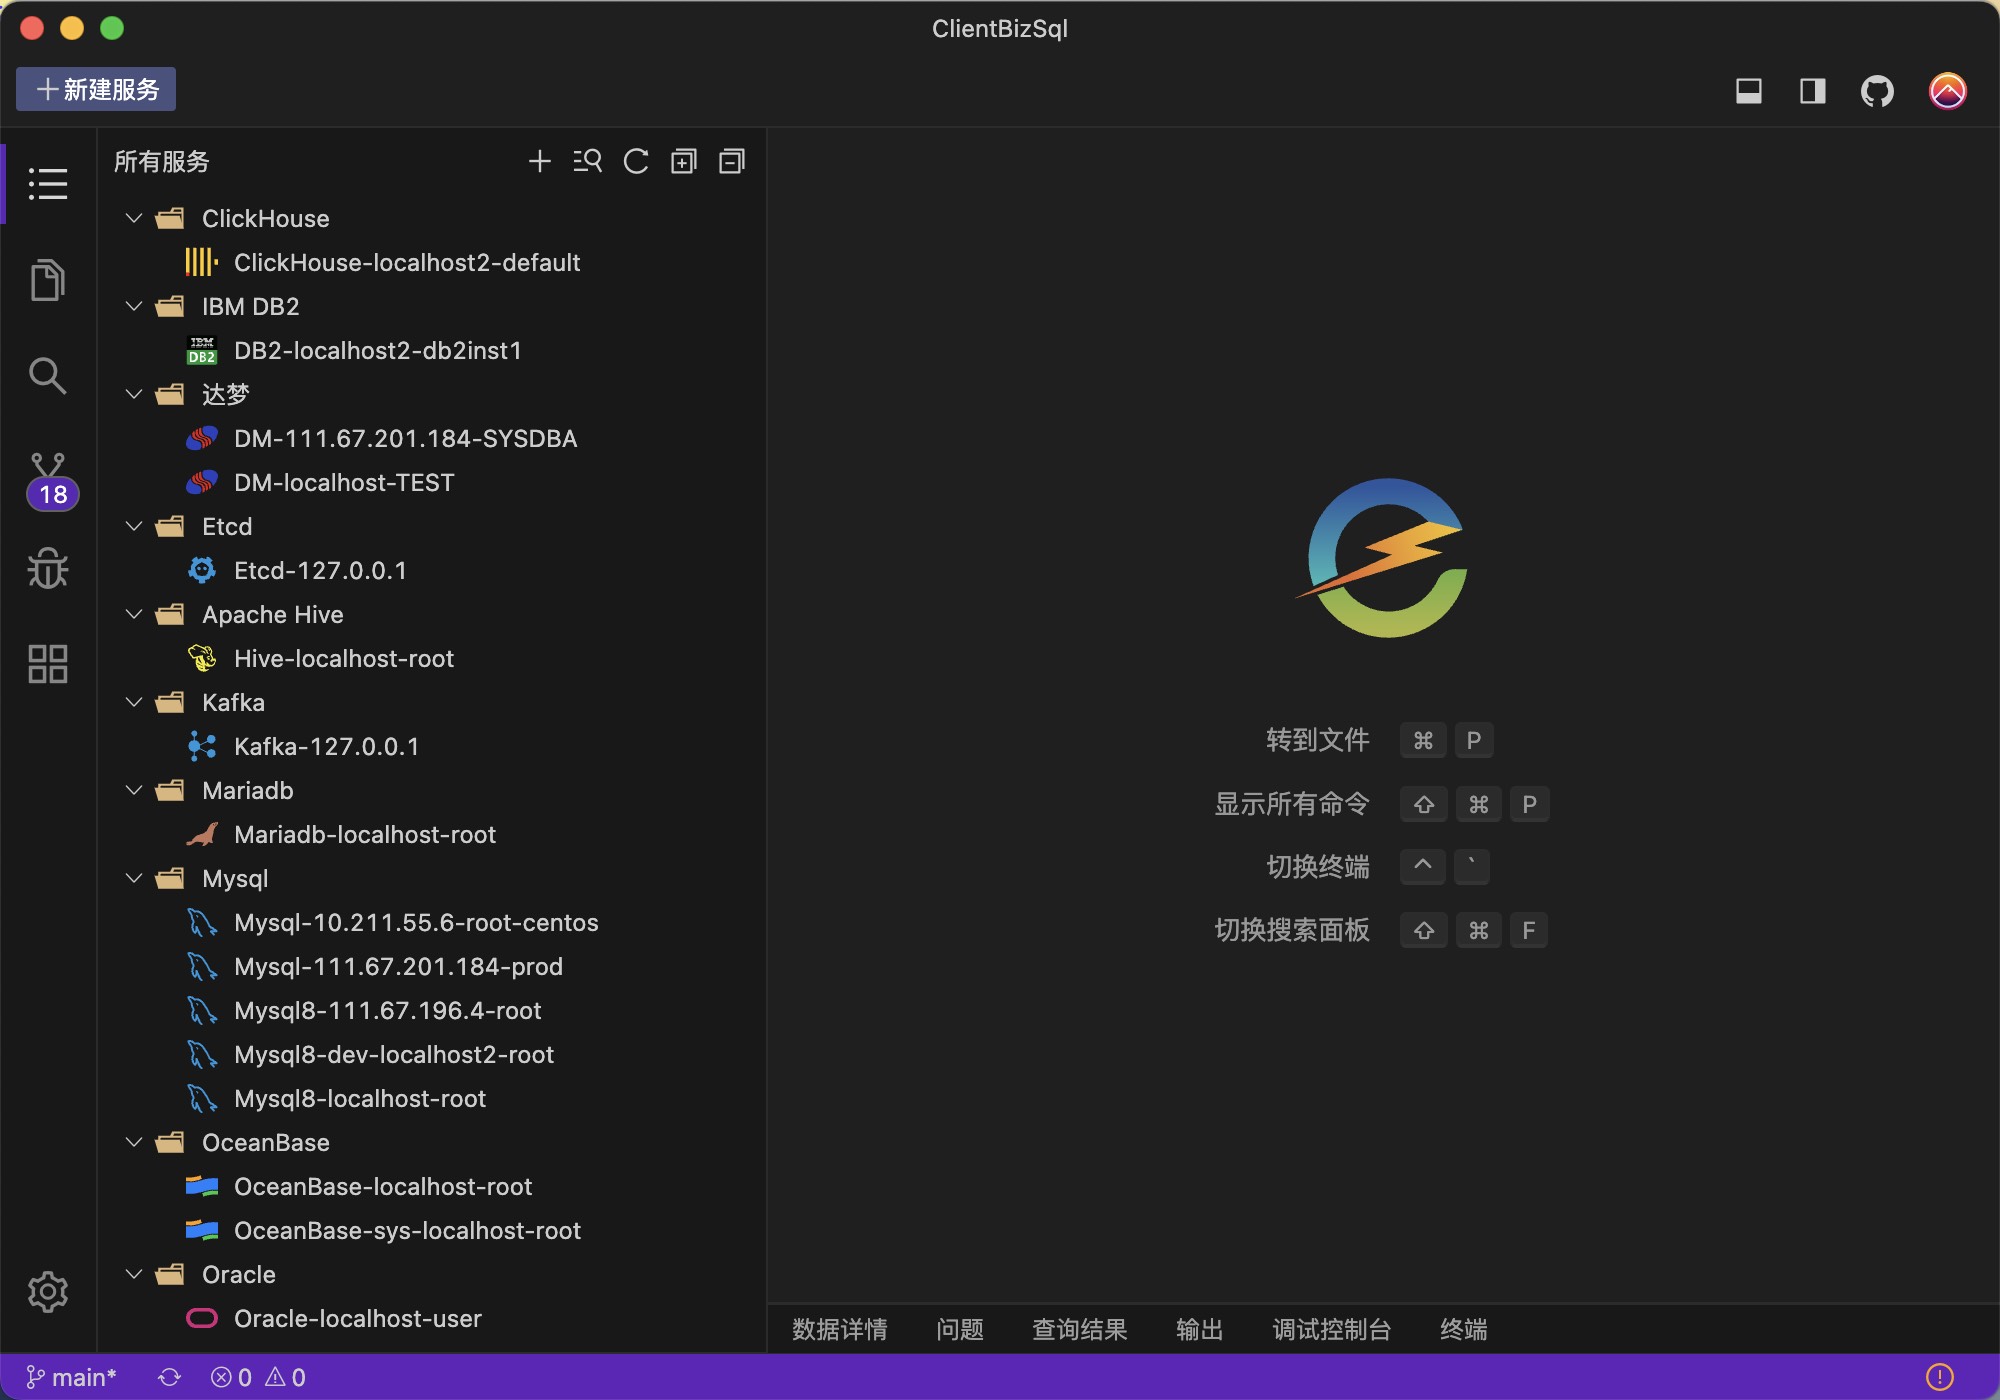 ClientBizSql
新建服务
所有服务
ClickHouse
ClickHouse-localhost2-default
IBM DB2
IBM
DB2
DB2-localhost2-db2inst1
达梦
DM-111.67.201.184-SYSDBA
DM-localhost-TEST
18
Etcd
Etcd-127.0.0.1
Apache Hive
Hive-localhost-root
Kafka
Kafka-127.0.0.1
Mariadb
Mariadb-localhost-root
Mysql
Mysql-10.211.55.6-root-centos
Mysql-111.67.201.184-prod
Mysql8-111.67.196.4-root
Mysql8-dev-localhost2-root
Mysql8-localhost-root
OceanBase
OceanBase-localhost-root
OceanBase-sys-localhost-root
Oracle
Oracle-localhost-user
转到文件 ⌘ P
显示所有命令 ⇧ ⌘ P
切换终端 ^ `
切换搜索面板 ⇧ ⌘ F
数据详情 问题 查询结果 输出 调试控制台 终端
main* 0 0